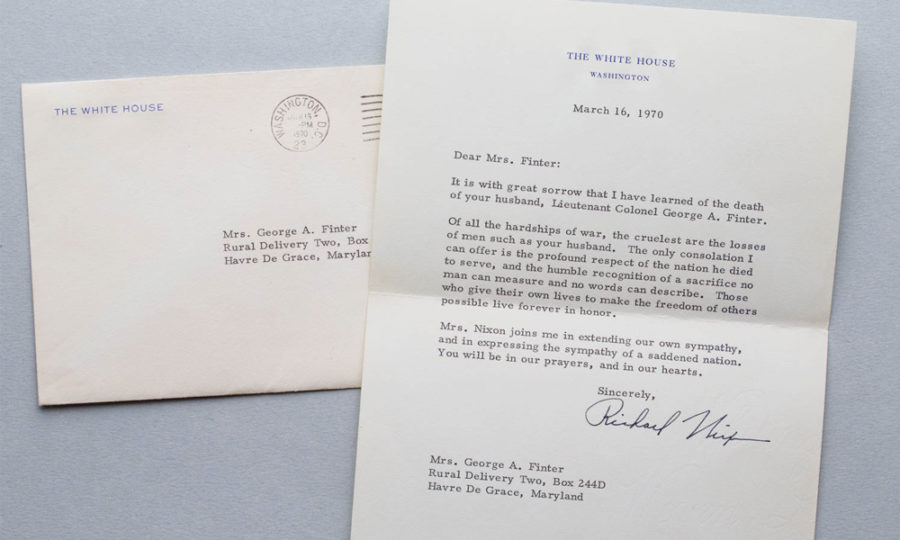 THE WHITE HOUSE
WASHINGTON, D.C.
PM
1970
Mrs. George A. Finter
Rural Delivery Two, Box
Havre De Grace, Marylan
THE WHITE HOUSE
WASHINGTON
March 16, 1970
Dear Mrs. Finter:
It is with great sorrow that I have learned of the death
of your husband, Lieutenant Colonel George A. Finter.
Of all the hardships of war, the cruelest are the losses
of men such as your husband. The only consolation I
can offer is the profound respect of the nation he died
to serve, and the humble recognition of a sacrifice no
man can measure and no words can describe. Those
who give their own lives to make the freedom of others
possible live forever in honor.
Mrs. Nixon joins me in extending our own sympathy,
and in expressing the sympathy of a saddened nation.
You will be in our prayers, and in our hearts.
Sincerely,
Richard Nixon
Mrs. George A. Finter
Rural Delivery Two, Box 244D
Havre De Grace, Maryland